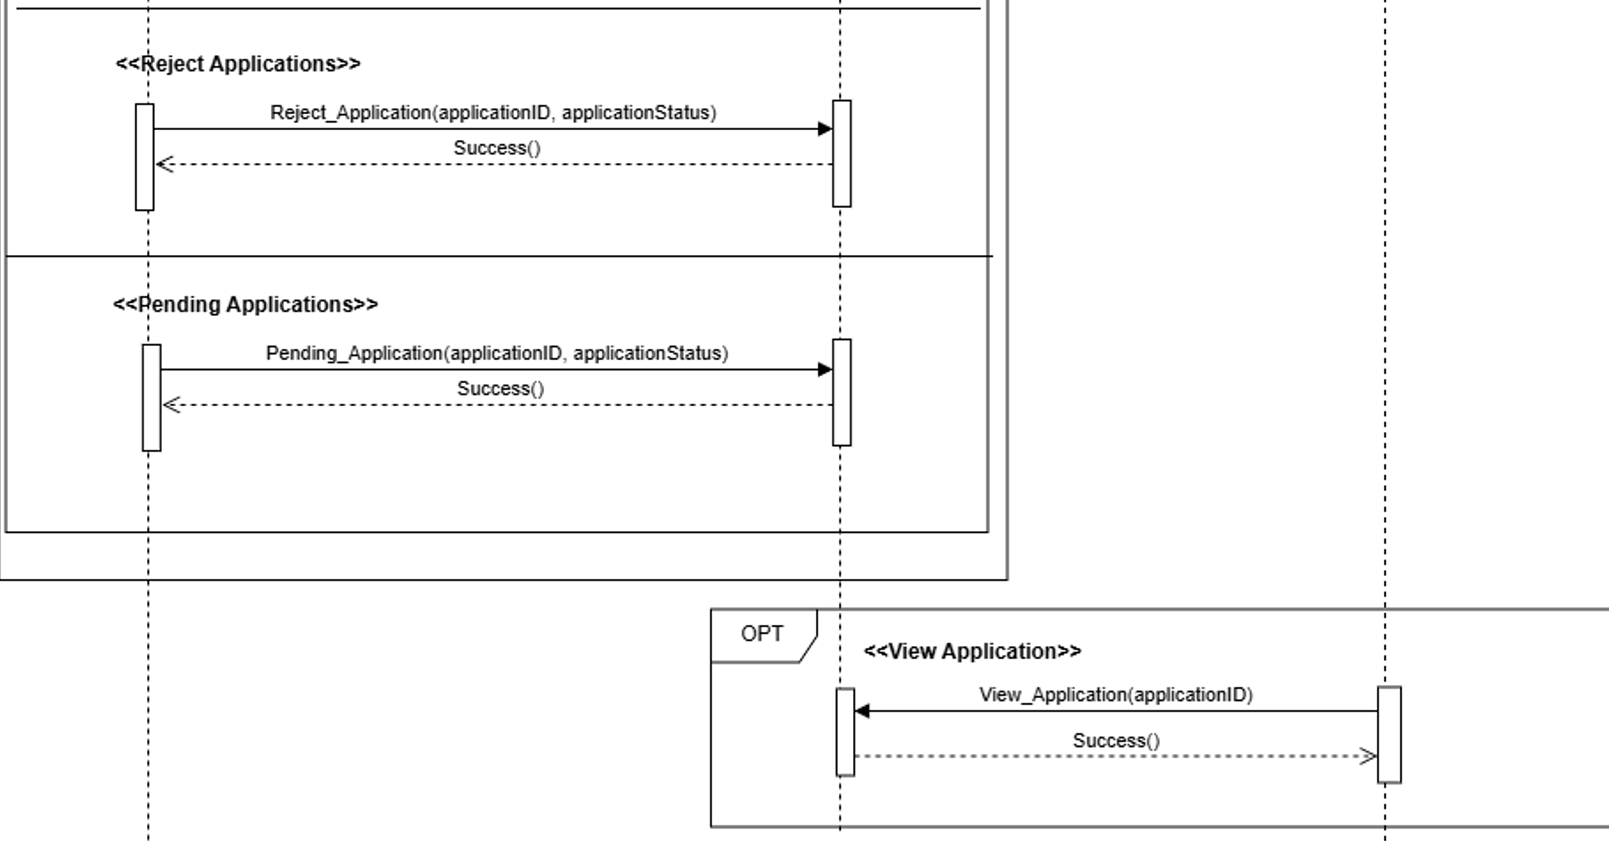 <<Reject Applications>>
Reject_Application(applicationID, applicationStatus)
Success()
<<Pending Applications>>
Pending_Application(applicationID, applicationStatus)
Success()
OPT
<<View Application>>
View_Application(applicationID)
Success()